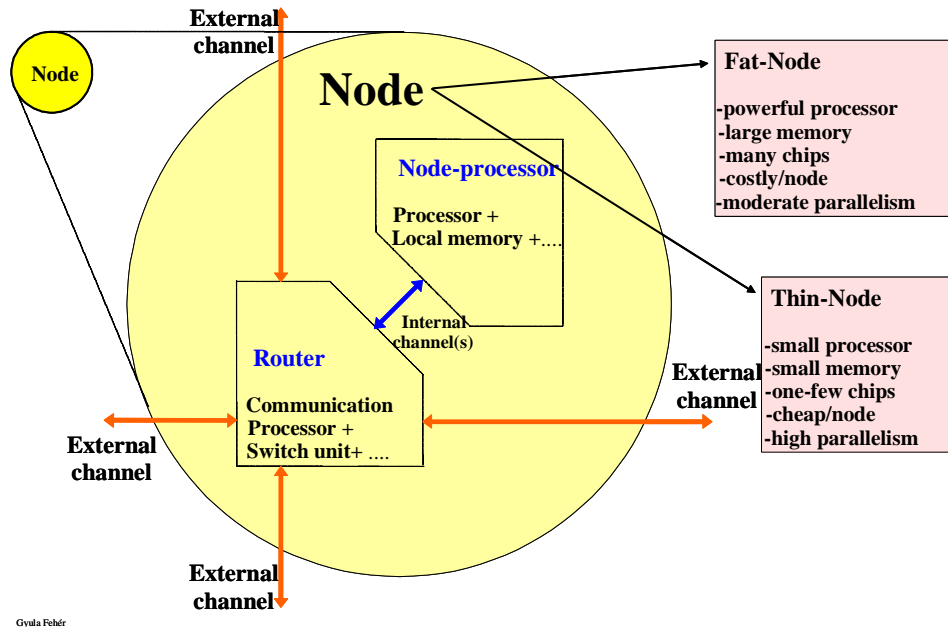 External
channel
Node
Node
Fat-Node
-powerful processor
-large memory
-many chips
-costly/node
-moderate parallelism
Node-processor
Processor +
Local memory +....
Internal
channel(s)
Thin-Node
-small processor
-small memory
-one-few chips
-cheap/node
-high parallelism
Router
Communication
Processor +
Switch unit+ ....
External
channel
External
channel
External
channel
Gyula Fehér